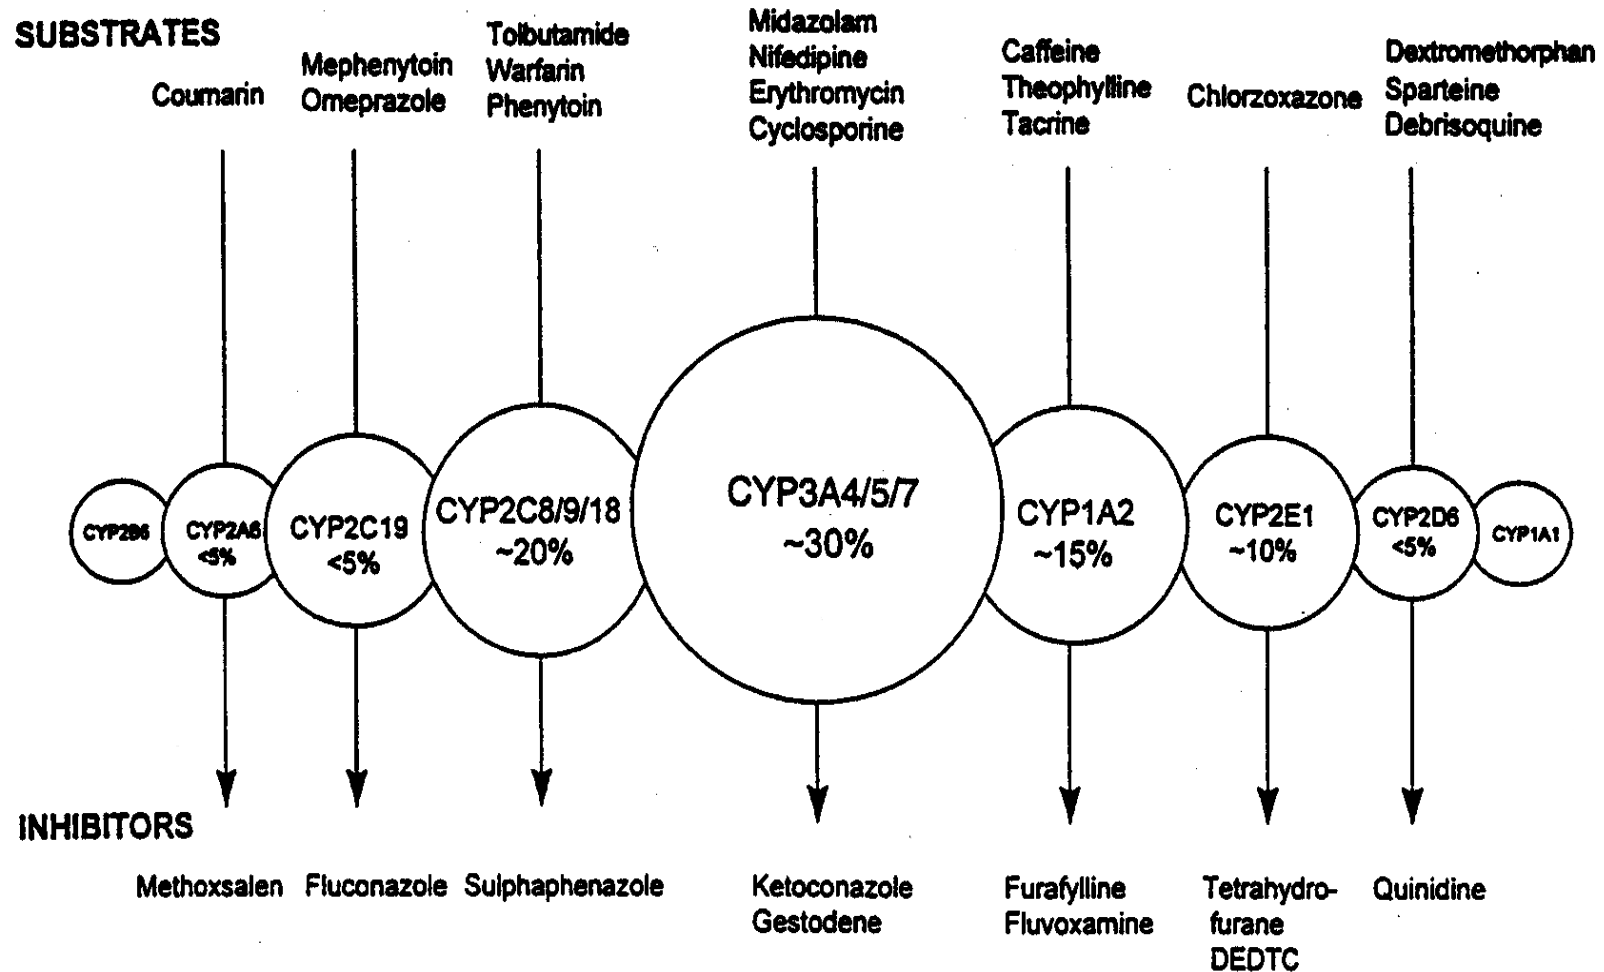 SUBSTRATES
Coumarin
Mephenytoin
Omeprazole
Tolbutamide
Warfarin
Phenytoin
Midazolam
Nifedipine
Erythromycin
Cyclosporine
Caffeine
Theophylline
Tacrine
Chlorzoxazone
Dextromethorphan
Sparteine
Debrisoquine
CYP2B6
CYP2A6
<5%
CYP2C19
<5%
CYP2C8/9/18
~20%
CYP3A4/5/7
~30%
CYP1A2
~15%
CYP2E1
~10%
CYP2D6
<5%
CYP1A1
INHIBITORS
Methoxsalen
Fluconazole
Sulphaphenazole
Ketoconazole
Gestodene
Furafylline
Fluvoxamine
Tetrahydro-
furane
DEDTC
Quinidine